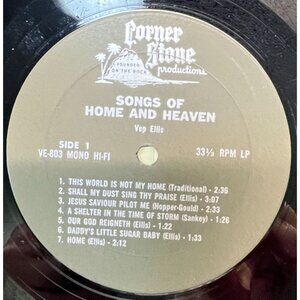 Corner
Stone
FOUNDED
ON THE ROCK
productions
SONGS OF
HOME AND HEAVEN
Vep Ellis
SIDE 1
VE-803 MONO HI-FI
33⅓ RPM LP
1. THIS WORLD IS NOT MY HOME (Traditional) - 2:36
2. SHALL MY DUST SING THY PRAISE (Ellis) - 3:07
3. JESUS SAVIOUR PILOT ME (Hopper-Gould) - 3:30
4. A SHELTER IN THE TIME OF STORM (Sankey) - 1:26
5. OUR GOD REIGNETH (Ellis) - 1:31
6. DADDY'S LITTLE SUGAR BABY (Ellis) - 1:33
7. HOME (Ellis) - 2:12